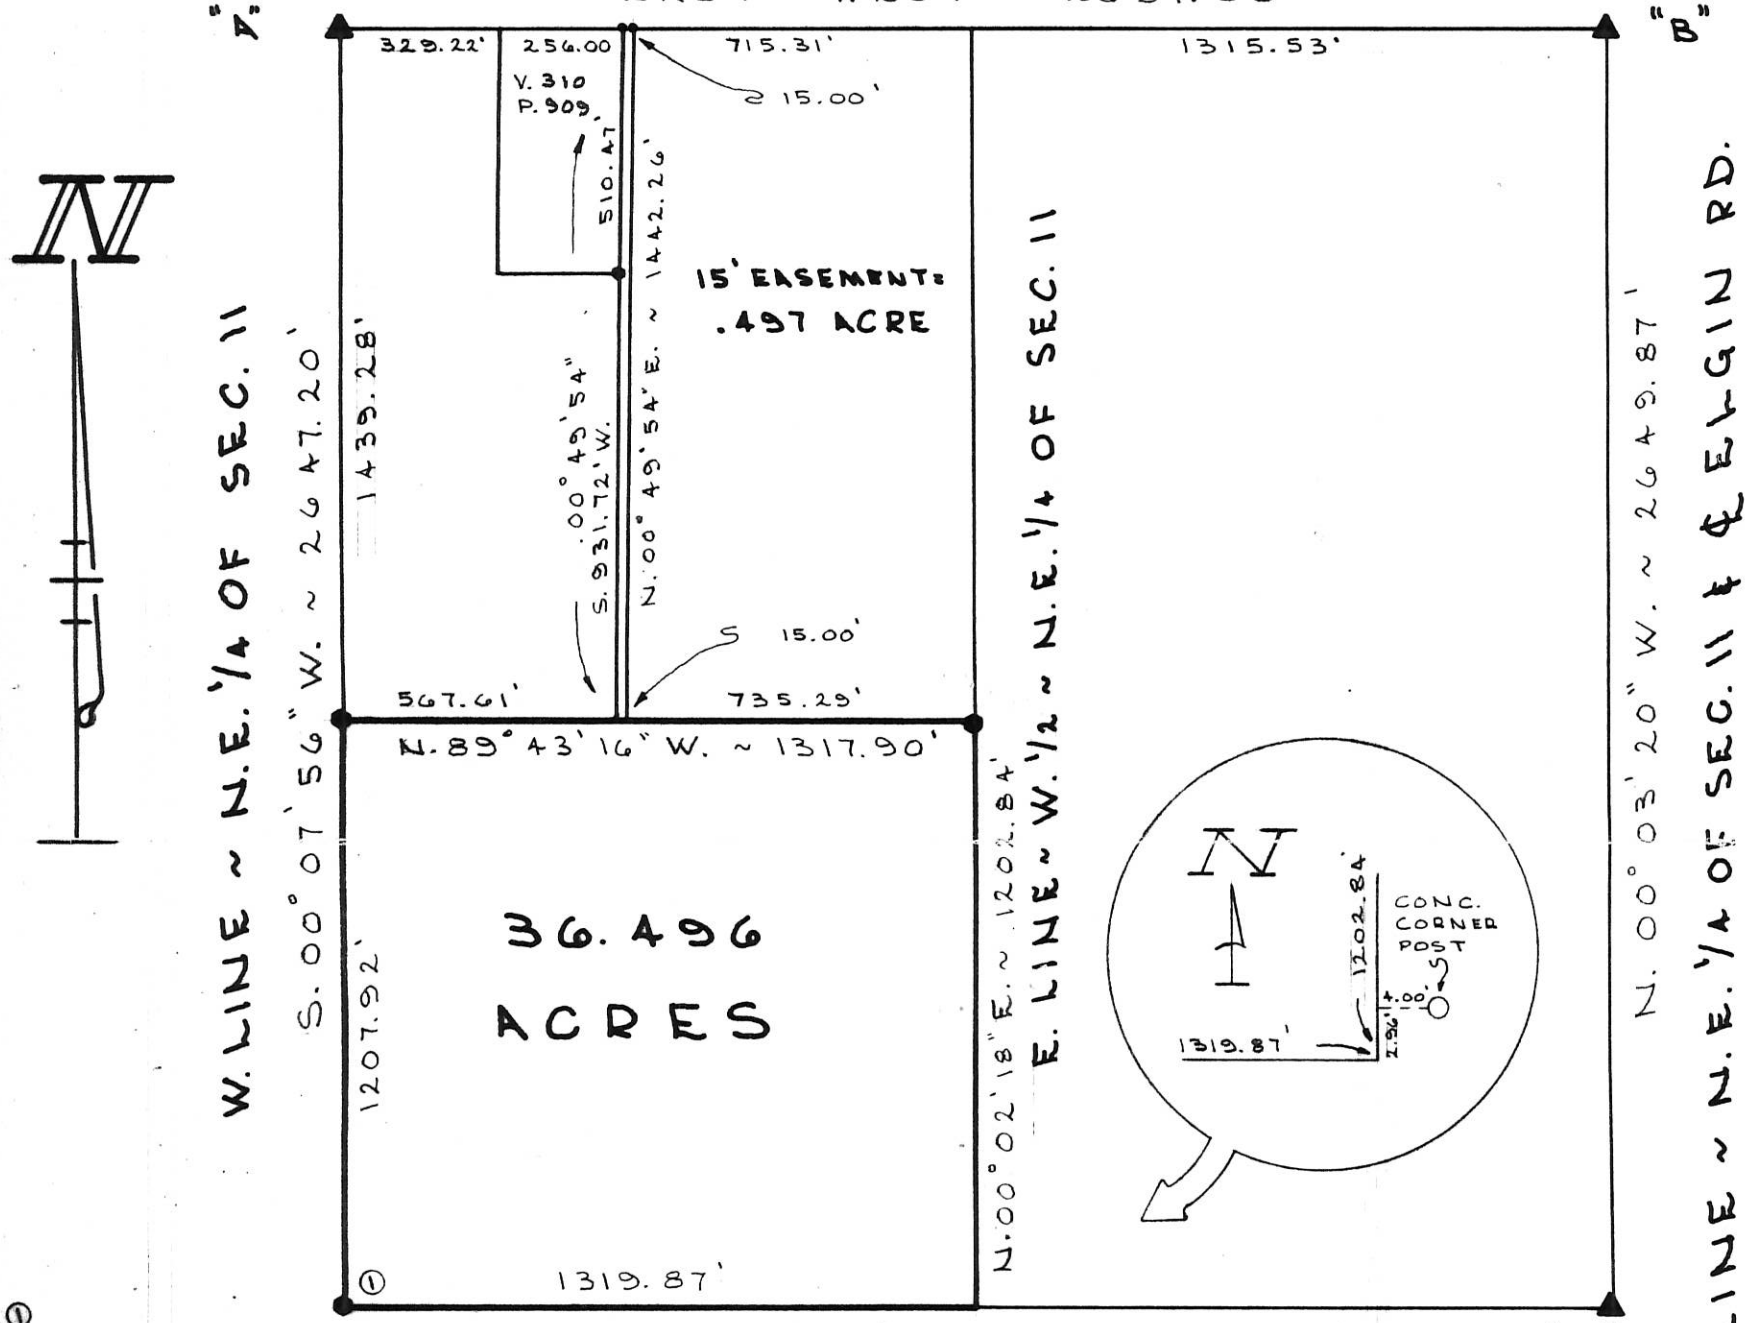 "A"
"B"
329.22'
256.00
715.31'
1315.53'
V. 310
P. 909
15.00'
510.47'
N. 00° 49' 54" E. ~ 1442.26'
15' EASEMENT=
.497 ACRE
S. 00° 49' 54"
931.72' W.
15.00'
1439.28'
W. LINE ~ N.E. 1/4 OF SEC. 11
S. 00° 07' 56" W. ~ 2647.20'
N
567.61'
735.29'
N. 89° 43' 16" W. ~ 1317.90'
E. LINE ~ W. 1/2 ~ N.E. 1/4 OF SEC. 11
N. 00° 02' 18" E. ~ 1202.84'
N. 00° 03' 20" W. ~ 2649.87'
LINE ~ N.E. 1/4 OF SEC. 11 & ℄ ELGIN RD.
36.496
ACRES
1207.92'
N
1202.84'
CONC.
CORNER
POST
4.00'
2.96'
1319.87'
①
1319.87'
①